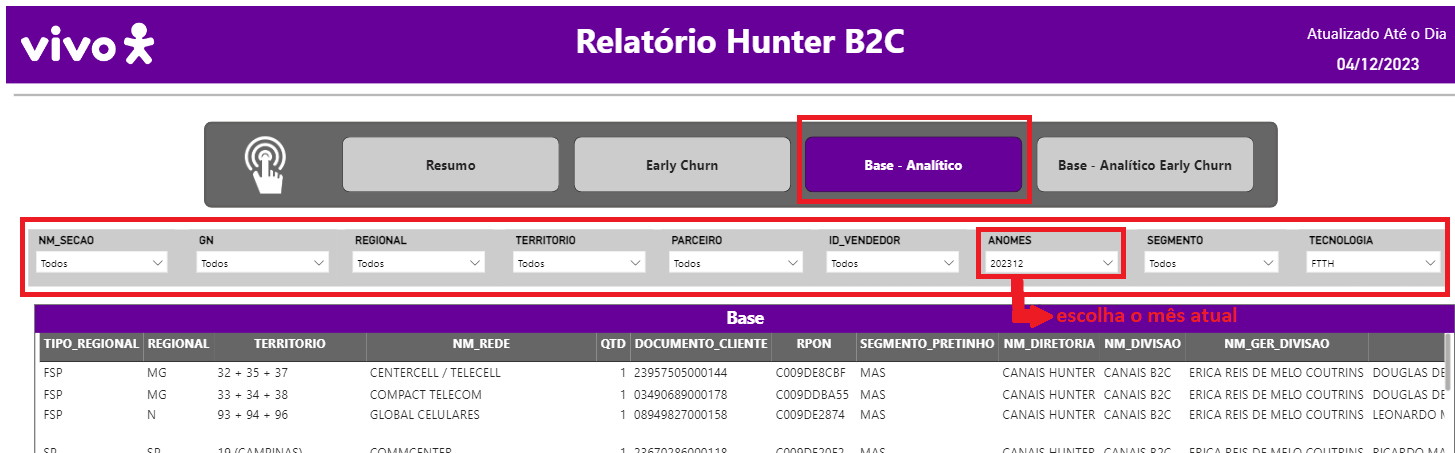 vivo
Relatório Hunter B2C
Atualizado Até o Dia
04/12/2023
Resumo
Early Churn
Base - Analítico
Base - Analítico Early Churn
NM_SECAO GN REGIONAL TERRITORIO PARCEIRO ID_VENDEDOR ANOMES SEGMENTO TECNOLOGIA
Todos Todos Todos Todos Todos Todos 202312 Todos FTTH
escolha o mês atual
Base
TIPO_REGIONAL REGIONAL TERRITORIO NM_REDE QTD DOCUMENTO_CLIENTE RPON SEGMENTO_PRETINHO NM_DIRETORIA NM_DIVISAO NM_GER_DIVISAO
FSP MG 32 + 35 + 37 CENTERCELL / TELECELL 1 23957505000144 C009DE8CBF MAS CANAIS HUNTER CANAIS B2C ERICA REIS DE MELO COUTRINS DOUGLAS DE
FSP MG 33 + 34 + 38 COMPACT TELECOM 1 03490689000178 C009DDBA55 MAS CANAIS HUNTER CANAIS B2C ERICA REIS DE MELO COUTRINS DOUGLAS DE
FSP N 93 + 94 + 96 GLOBAL CELULARES 1 08949827000158 C009DE2874 MAS CANAIS HUNTER CANAIS B2C ERICA REIS DE MELO COUTRINS LEONARDO
SP SP 19 (CAMPINAS) COMMCENTER 1 23670286000118 C009DE20F2 MAS CANAIS HUNTER CANAIS B2C ERICA REIS DE MELO COUTRINS RICARDO